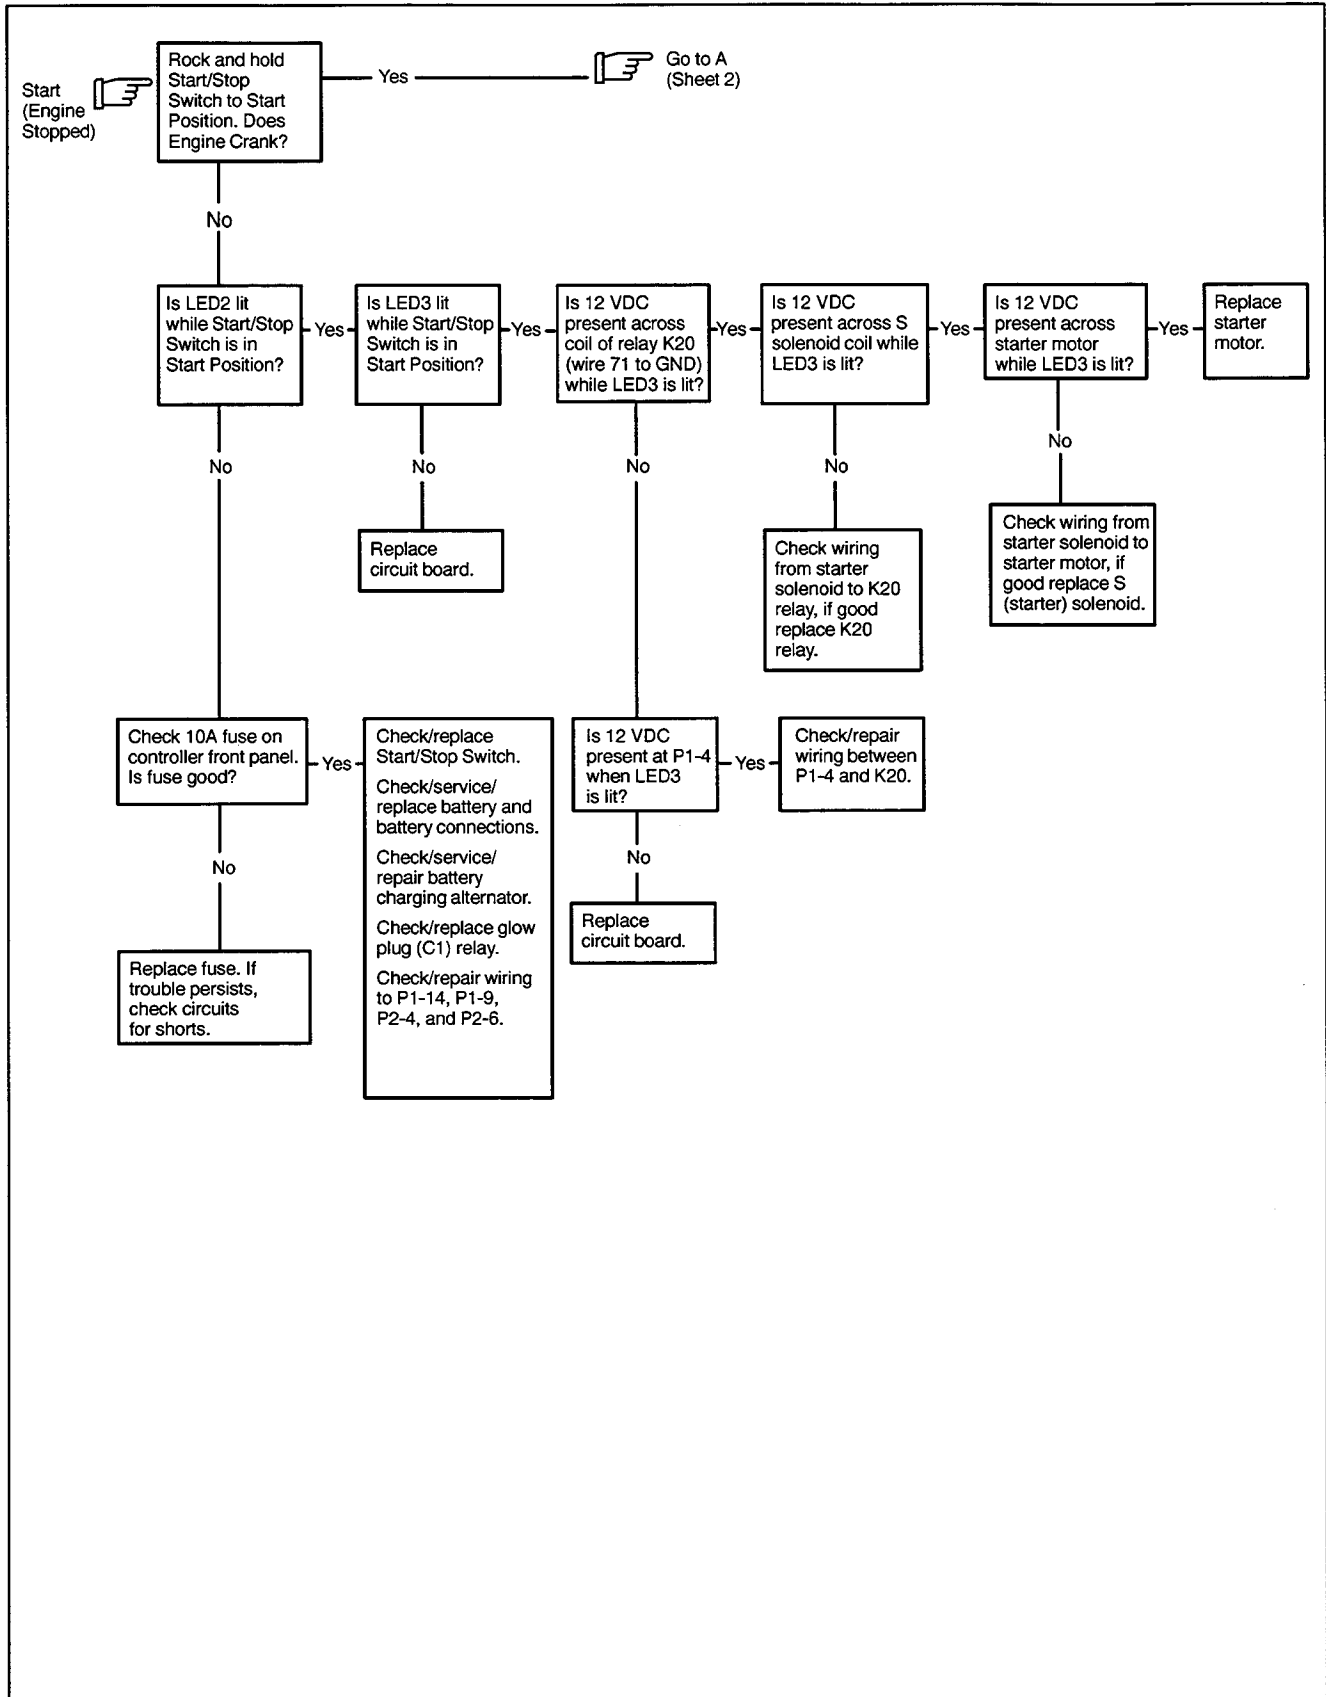 Start
(Engine
Stopped)
Rock and hold
Start/Stop
Switch to Start
Position. Does
Engine Crank?
Yes
Go to A
(Sheet 2)
No
Is LED2 lit
while Start/Stop
Switch is in
Start Position?
Yes
Is LED3 lit
while Start/Stop
Switch is in
Start Position?
Yes
Is 12 VDC
present across
coil of relay K20
(wire 71 to GND)
while LED3 is lit?
Yes
Is 12 VDC
present across S
solenoid coil while
LED3 is lit?
Yes
Is 12 VDC
present across
starter motor
while LED3 is lit?
Yes
Replace
starter
motor.
No
No
No
No
No
Replace
circuit board.
Check wiring
from starter
solenoid to K20
relay, if good
replace K20
relay.
Check wiring from
starter solenoid to
starter motor, if
good replace S
(starter) solenoid.
Check 10A fuse on
controller front panel.
Is fuse good?
Yes
Check/replace
Start/Stop Switch.
Check/service/
replace battery and
battery connections.
Check/service/
repair battery
charging alternator.
Check/replace glow
plug (C1) relay.
Check/repair wiring
to P1-14, P1-9,
P2-4, and P2-6.
Is 12 VDC
present at P1-4
when LED3
is lit?
Yes
Check/repair
wiring between
P1-4 and K20.
No
No
Replace fuse. If
trouble persists,
check circuits
for shorts.
Replace
circuit board.